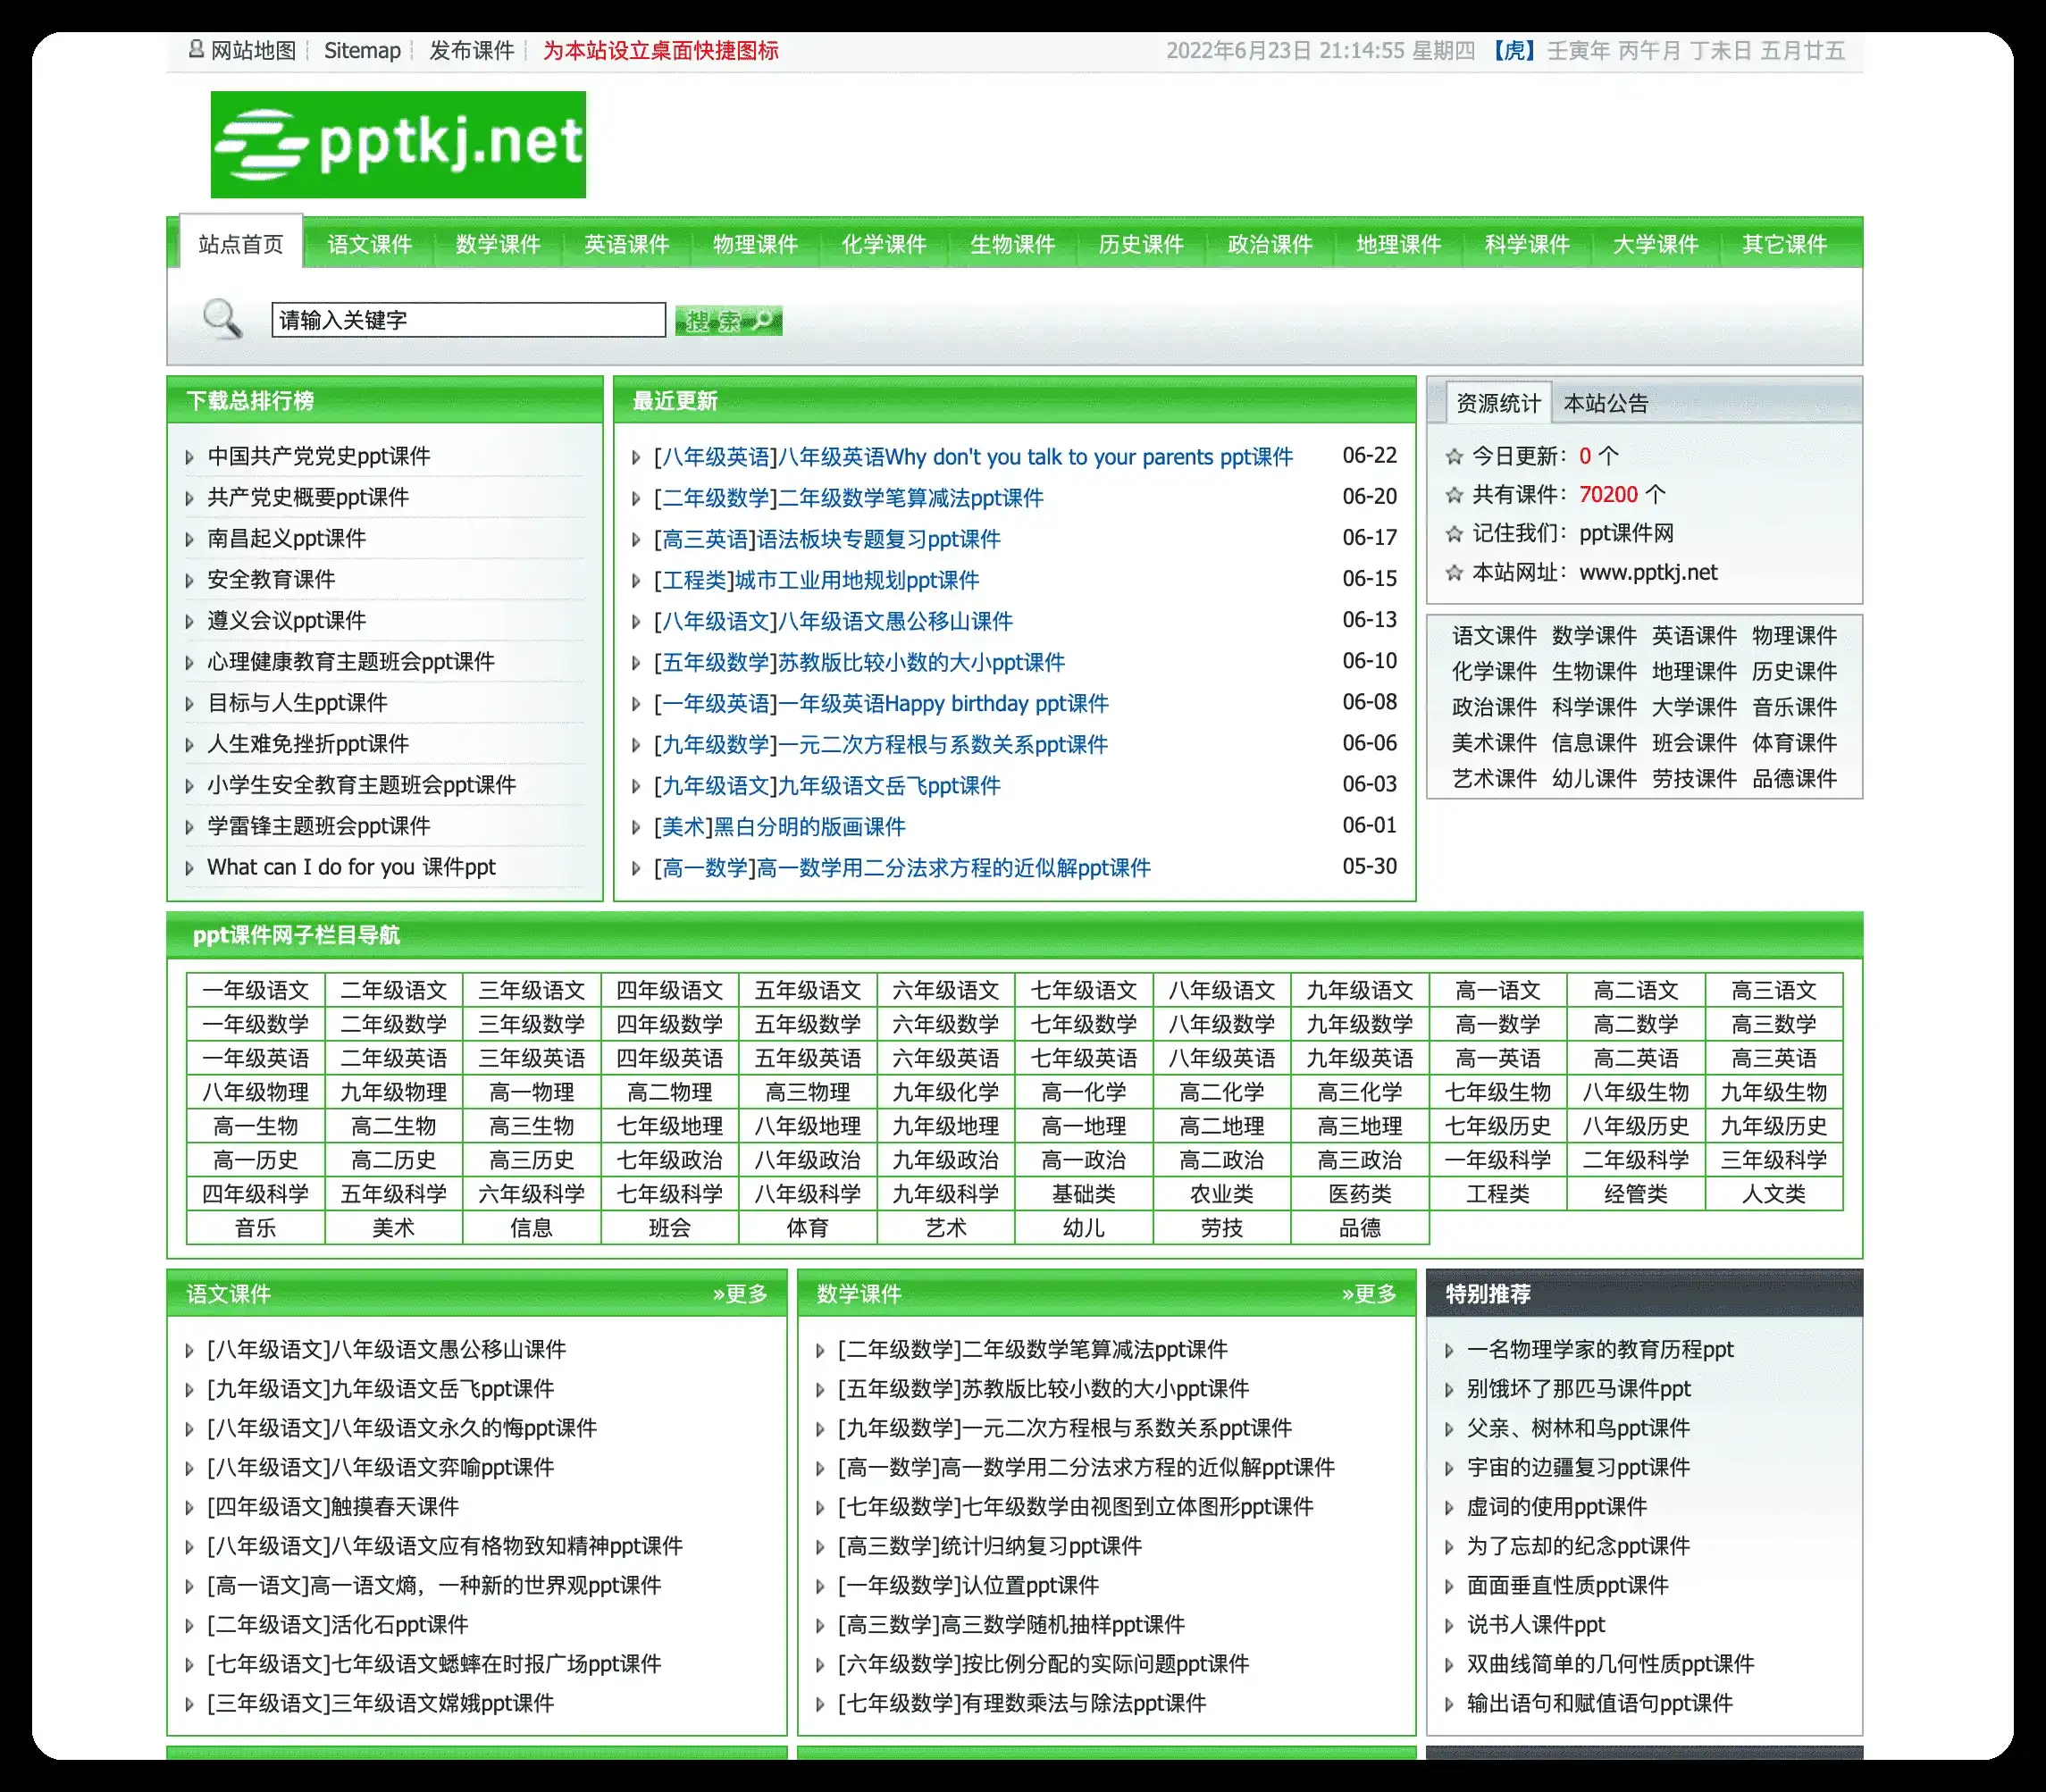 网站地图 Sitemap 发布课件 为本站设立桌面快捷图标 2022年6月23日 21:14:55 星期四 【虎】 壬寅年 丙午月 丁未日 五月廿五
pptkj.net
站点首页 语文课件 数学课件 英语课件 物理课件 化学课件 生物课件 历史课件 政治课件 地理课件 科学课件 大学课件 其它课件
请输入关键字 搜 索
下载总排行榜
中国共产党党史ppt课件
共产党史概要ppt课件
南昌起义ppt课件
安全教育课件
遵义会议ppt课件
心理健康教育主题班会ppt课件
目标与人生ppt课件
人生难免挫折ppt课件
小学生安全教育主题班会ppt课件
学雷锋主题班会ppt课件
What can I do for you 课件ppt
最近更新
[八年级英语]八年级英语Why don't you talk to your parents ppt课件 06-22
[二年级数学]二年级数学笔算减法ppt课件 06-20
[高三英语]语法板块专题复习ppt课件 06-17
[工程类]城市工业用地规划ppt课件 06-15
[八年级语文]八年级语文愚公移山课件 06-13
[五年级数学]苏教版比较小数的大小ppt课件 06-10
[一年级英语]一年级英语Happy birthday ppt课件 06-08
[九年级数学]一元二次方程根与系数关系ppt课件 06-06
[九年级语文]九年级语文岳飞ppt课件 06-03
[美术]黑白分明的版画课件 06-01
[高一数学]高一数学用二分法求方程的近似解ppt课件 05-30
资源统计 本站公告
今日更新：0 个
共有课件：70200 个
记住我们：ppt课件网
本站网址：www.pptkj.net
语文课件 数学课件 英语课件 物理课件
化学课件 生物课件 地理课件 历史课件
政治课件 科学课件 大学课件 音乐课件
美术课件 信息课件 班会课件 体育课件
艺术课件 幼儿课件 劳技课件 品德课件
ppt课件网子栏目导航
一年级语文 二年级语文 三年级语文 四年级语文 五年级语文 六年级语文 七年级语文 八年级语文 九年级语文 高一语文 高二语文 高三语文
一年级数学 二年级数学 三年级数学 四年级数学 五年级数学 六年级数学 七年级数学 八年级数学 九年级数学 高一数学 高二数学 高三数学
一年级英语 二年级英语 三年级英语 四年级英语 五年级英语 六年级英语 七年级英语 八年级英语 九年级英语 高一英语 高二英语 高三英语
八年级物理 九年级物理 高一物理 高二物理 高三物理 九年级化学 高一化学 高二化学 高三化学 七年级生物 八年级生物 九年级生物
高一生物 高二生物 高三生物 七年级地理 八年级地理 九年级地理 高一地理 高二地理 高三地理 七年级历史 八年级历史 九年级历史
高一历史 高二历史 高三历史 七年级政治 八年级政治 九年级政治 高一政治 高二政治 高三政治 一年级科学 二年级科学 三年级科学
四年级科学 五年级科学 六年级科学 七年级科学 八年级科学 九年级科学 基础类 农业类 医药类 工程类 经管类 人文类
音乐 美术 信息 班会 体育 艺术 幼儿 劳技 品德
语文课件 »更多
[八年级语文]八年级语文愚公移山课件
[九年级语文]九年级语文岳飞ppt课件
[八年级语文]八年级语文永久的悔ppt课件
[八年级语文]八年级语文弈喻ppt课件
[四年级语文]触摸春天课件
[八年级语文]八年级语文应有格物致知精神ppt课件
[高一语文]高一语文熵，一种新的世界观ppt课件
[二年级语文]活化石ppt课件
[七年级语文]七年级语文蟋蟀在时报广场ppt课件
[三年级语文]三年级语文嫦娥ppt课件
数学课件 »更多
[二年级数学]二年级数学笔算减法ppt课件
[五年级数学]苏教版比较小数的大小ppt课件
[九年级数学]一元二次方程根与系数关系ppt课件
[高一数学]高一数学用二分法求方程的近似解ppt课件
[七年级数学]七年级数学由视图到立体图形ppt课件
[高三数学]统计归纳复习ppt课件
[一年级数学]认位置ppt课件
[高三数学]高三数学随机抽样ppt课件
[六年级数学]按比例分配的实际问题ppt课件
[七年级数学]有理数乘法与除法ppt课件
特别推荐
一名物理学家的教育历程ppt
别饿坏了那匹马课件ppt
父亲、树林和鸟ppt课件
宇宙的边疆复习ppt课件
虚词的使用ppt课件
为了忘却的纪念ppt课件
面面垂直性质ppt课件
说书人课件ppt
双曲线简单的几何性质ppt课件
输出语句和赋值语句ppt课件